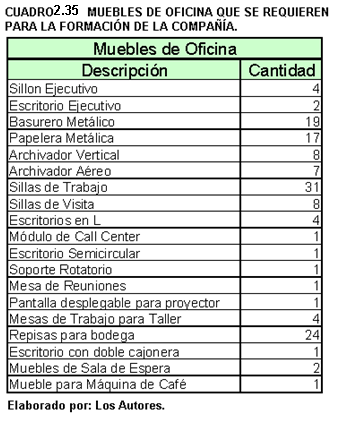 CUADRO2.35 MUEBLES DE OFICINA QUE SE REQUIEREN
PARA LA FORMACIÓN DE LA COMPAÑÍA.
Muebles de Oficina
Descripción Cantidad
Sillon Ejecutivo 4
Escritorio Ejecutivo 2
Basurero Metálico 19
Papelera Metálica 17
Archivador Vertical 8
Archivador Aéreo 7
Sillas de Trabajo 31
Sillas de Visita 8
Escritorios en L 4
Módulo de Call Center 1
Escritorio Semicircular 1
Soporte Rotatorio 1
Mesa de Reuniones 1
Pantalla desplegable para proyector 1
Mesas de Trabajo para Taller 4
Repisas para bodega 24
Escritorio con doble cajonera 1
Muebles de Sala de Espera 2
Mueble para Máquina de Café 1
Elaborado por: Los Autores.